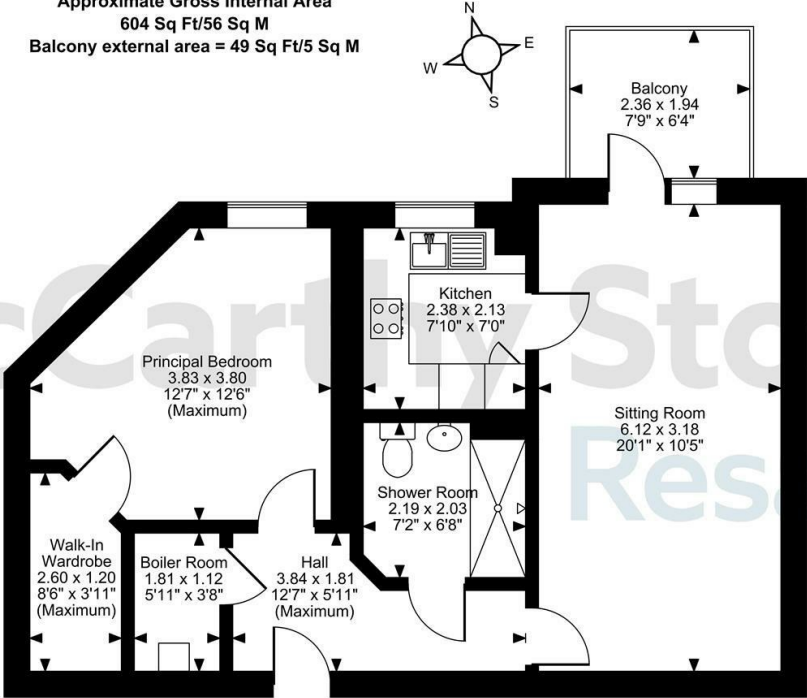 Approximate Gross Internal Area
604 Sq Ft/56 Sq M
Balcony external area = 49 Sq Ft/5 Sq M
N
E
W
S
Balcony
2.36 x 1.94
7'9" x 6'4"
Kitchen
2.38 x 2.13
7'10" x 7'0"
Principal Bedroom
3.83 x 3.80
12'7" x 12'6"
(Maximum)
Sitting Room
6.12 x 3.18
20'1" x 10'5"
Shower Room
2.19 x 2.03
7'2" x 6'8"
Walk-In
Wardrobe
2.60 x 1.20
8'6" x 3'11"
(Maximum)
Boiler Room
1.81 x 1.12
5'11" x 3'8"
Hall
3.84 x 1.81
12'7" x 5'11"
(Maximum)
cCarthy Sto
Resa